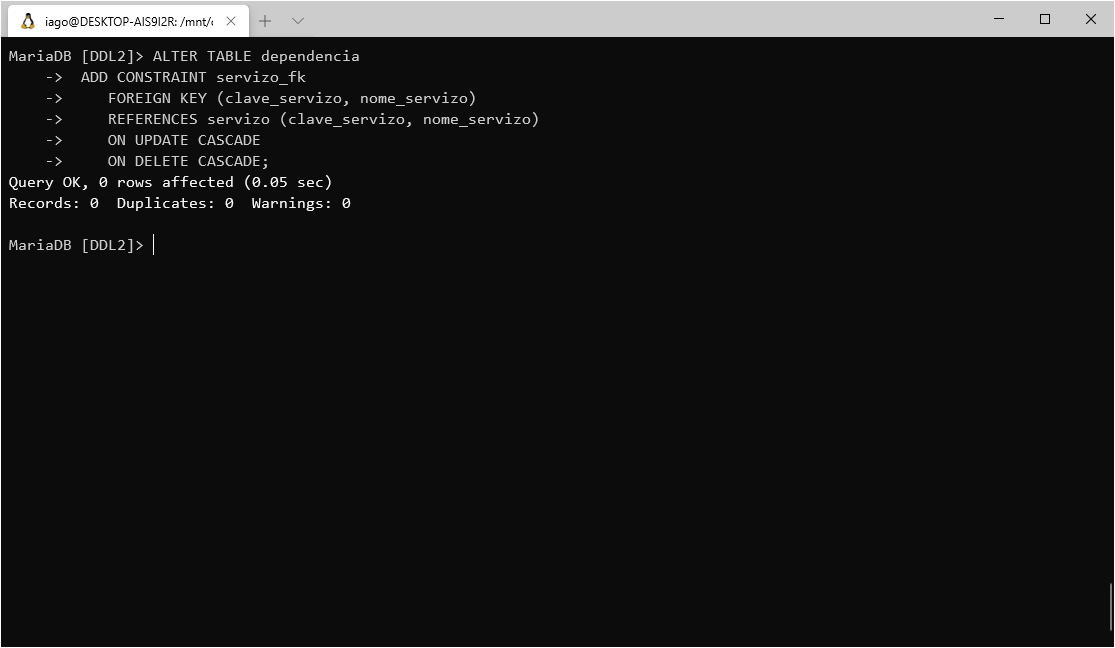 iago@DESKTOP-AIS9I2R: /mnt/
MariaDB [DDL2]> ALTER TABLE dependencia
    ->  ADD CONSTRAINT servizo_fk
    ->     FOREIGN KEY (clave_servizo, nome_servizo)
    ->     REFERENCES servizo (clave_servizo, nome_servizo)
    ->     ON UPDATE CASCADE
    ->     ON DELETE CASCADE;
Query OK, 0 rows affected (0.05 sec)
Records: 0  Duplicates: 0  Warnings: 0
MariaDB [DDL2]>